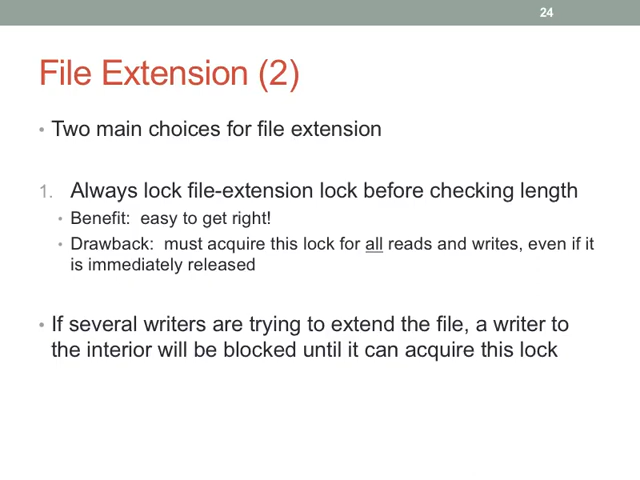 24
File Extension (2)
• Two main choices for file extension
1. Always lock file-extension lock before checking length
• Benefit: easy to get right!
• Drawback: must acquire this lock for all reads and writes, even if it
is immediately released
• If several writers are trying to extend the file, a writer to
the interior will be blocked until it can acquire this lock